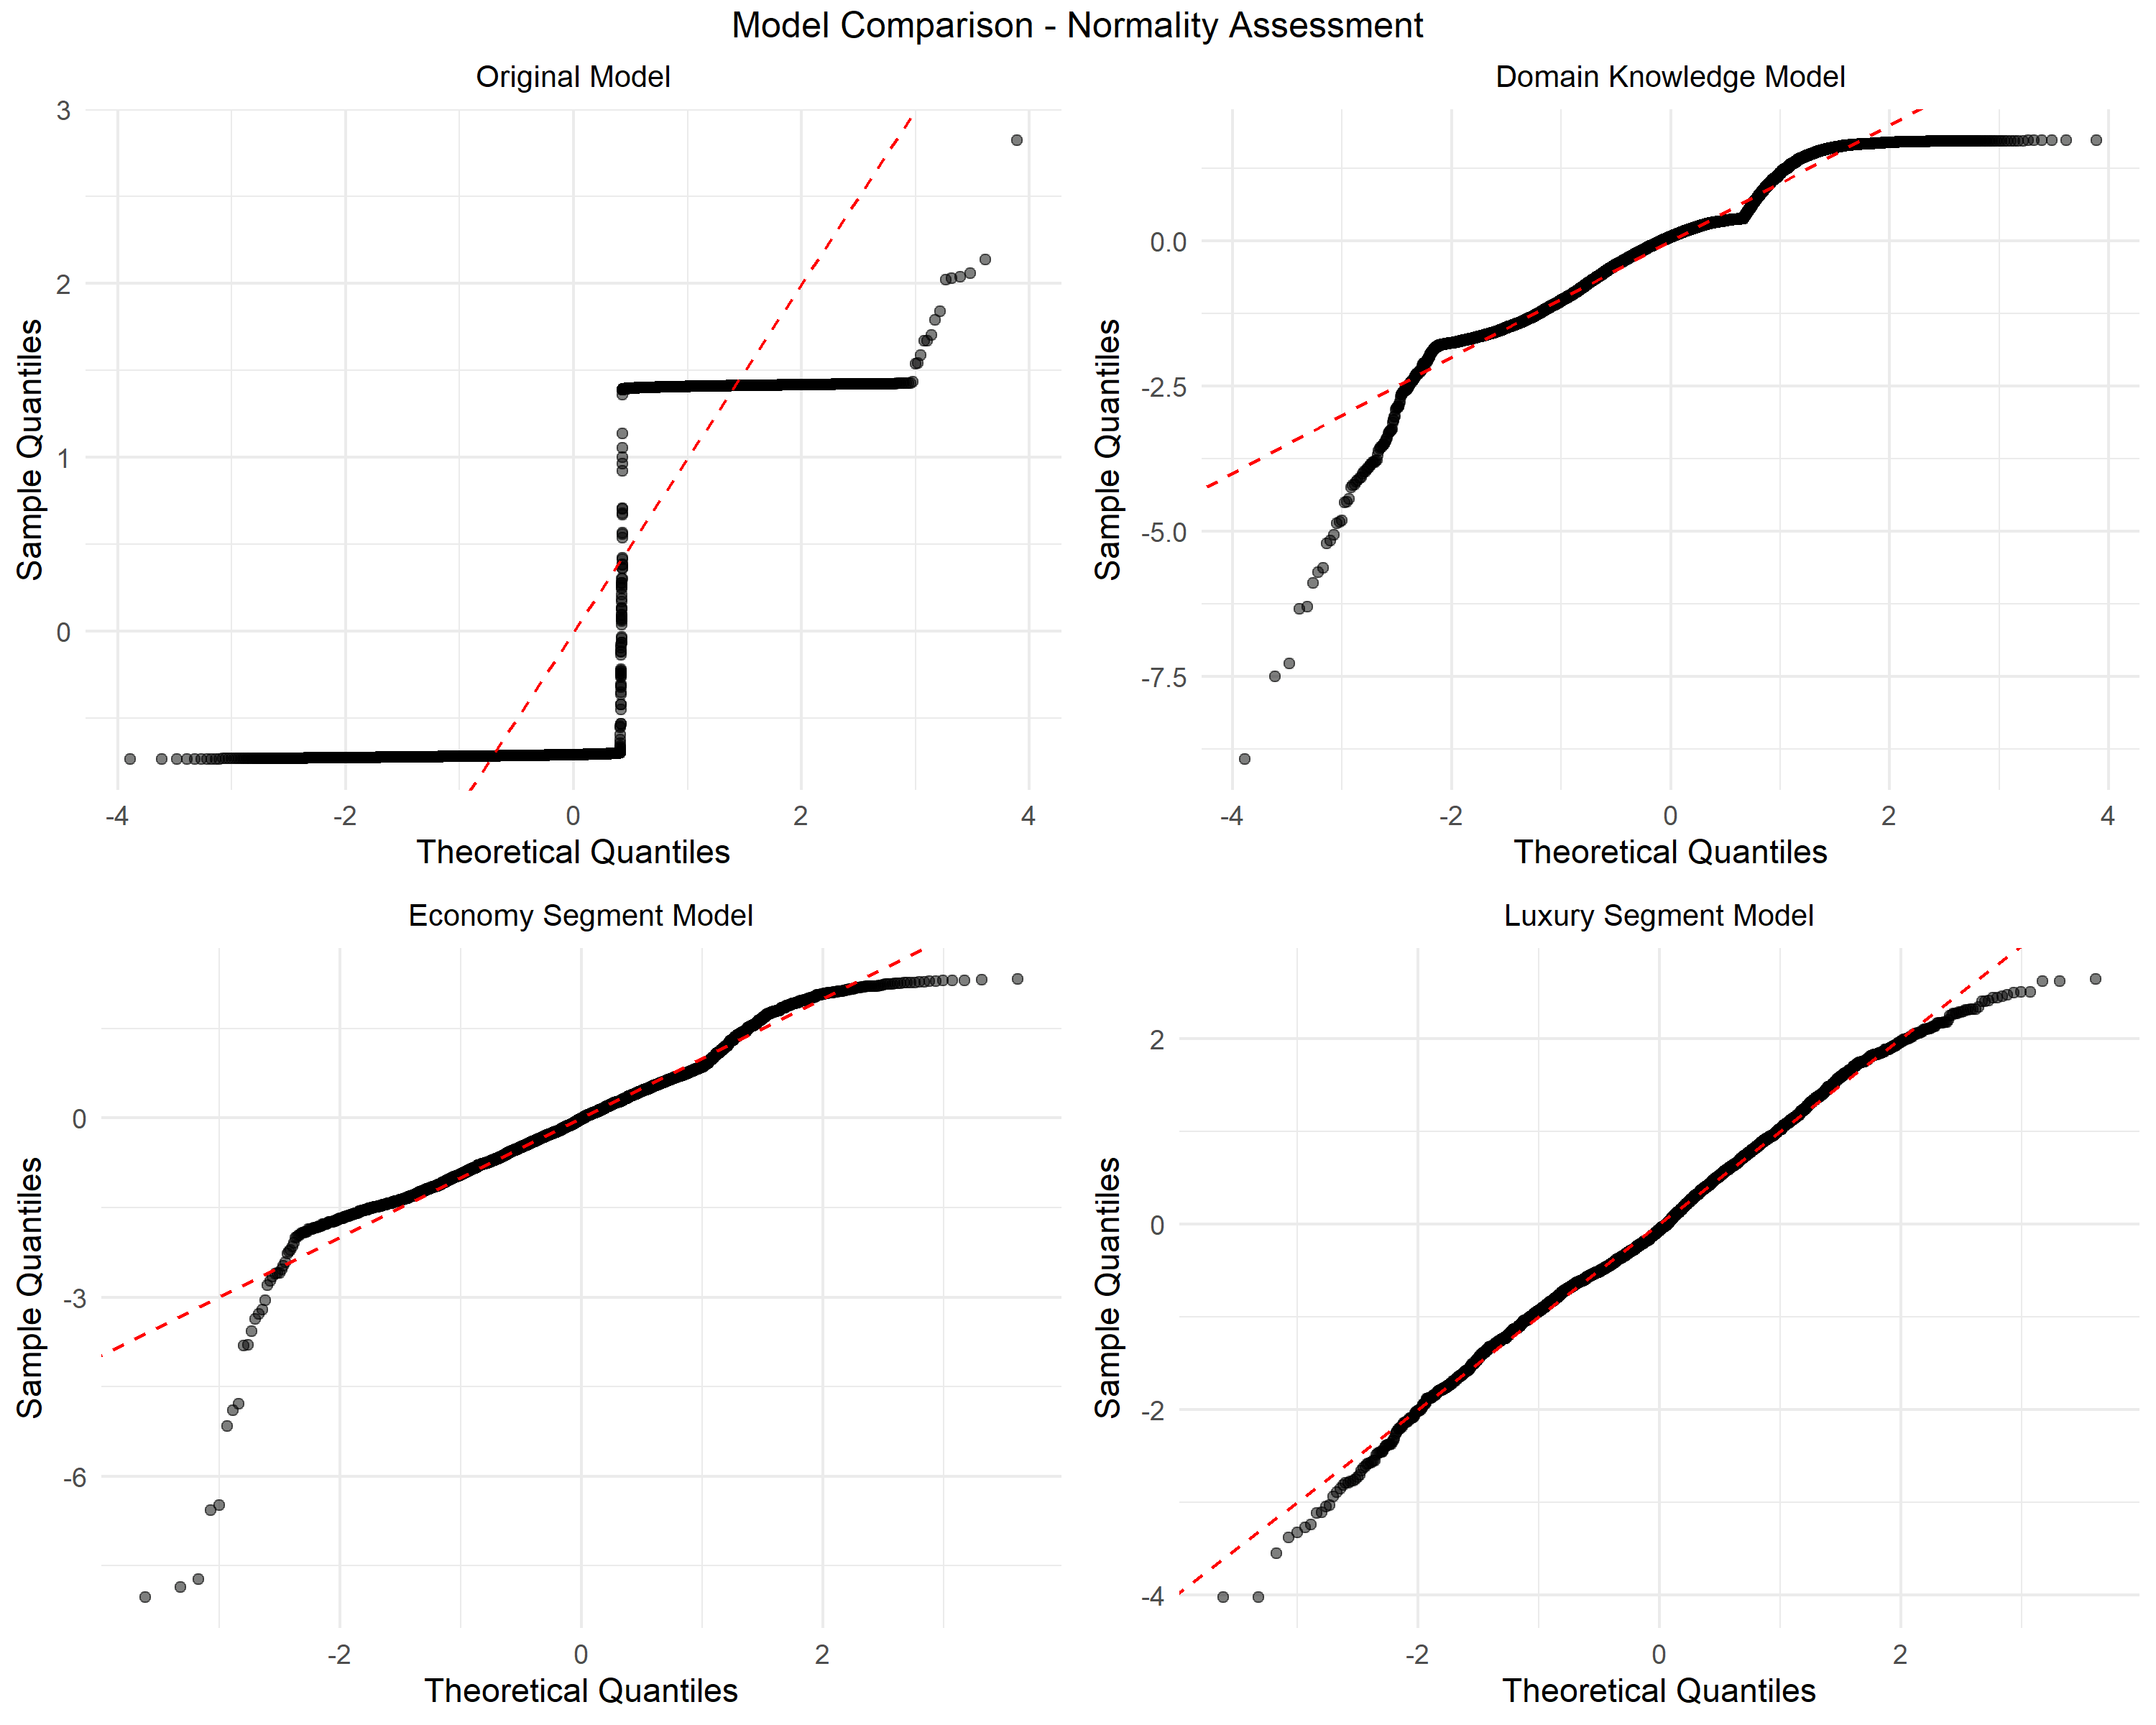 Model Comparison - Normality Assessment
Original Model
3
2
1
0
Sample Quantiles
-4 -2 0 2 4
Theoretical Quantiles
Domain Knowledge Model
0.0
-2.5
-5.0
-7.5
Sample Quantiles
-4 -2 0 2 4
Theoretical Quantiles
Economy Segment Model
0
-3
-6
Sample Quantiles
-2 0 2
Theoretical Quantiles
Luxury Segment Model
2
0
-2
-4
Sample Quantiles
-2 0 2
Theoretical Quantiles